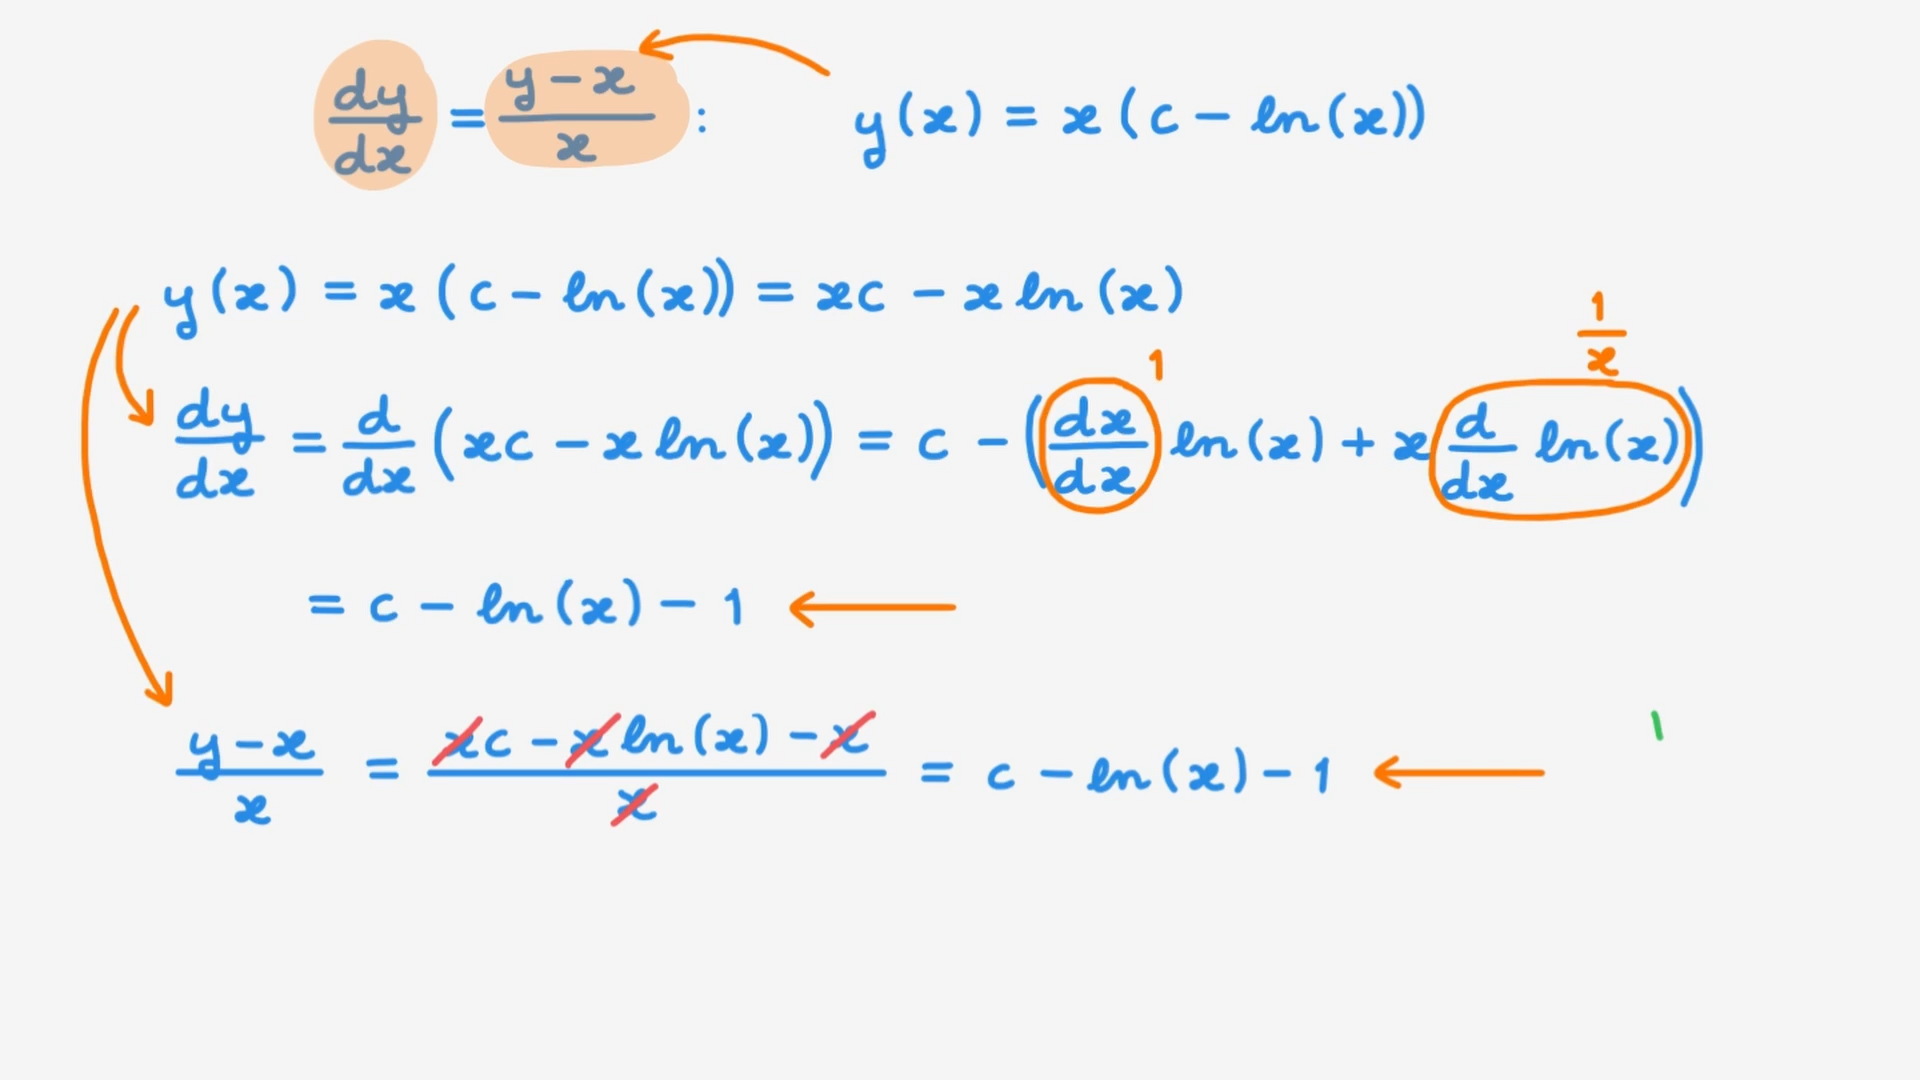 dy/dx = (y - x)/x : y(x) = x(c - ln(x))
y(x) = x(c - ln(x)) = xc - x ln(x)
1/x
1
dy/dx = d/dx (xc - x ln(x)) = c - (dx/dx ln(x) + x d/dx ln(x))
= c - ln(x) - 1
(y - x)/x = (xc - x ln(x) - x)/x = c - ln(x) - 1